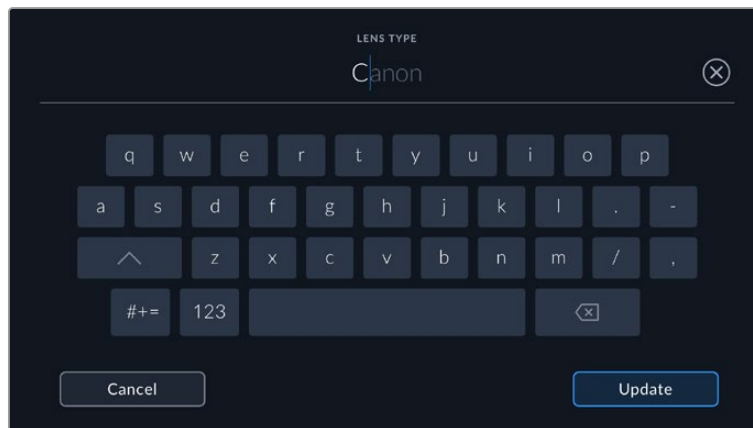 LENS TYPE
Canon
q w e r t y u i o p
a s d f g h j k l . -
z x c v b n m / ,
#+= 123
Cancel Update